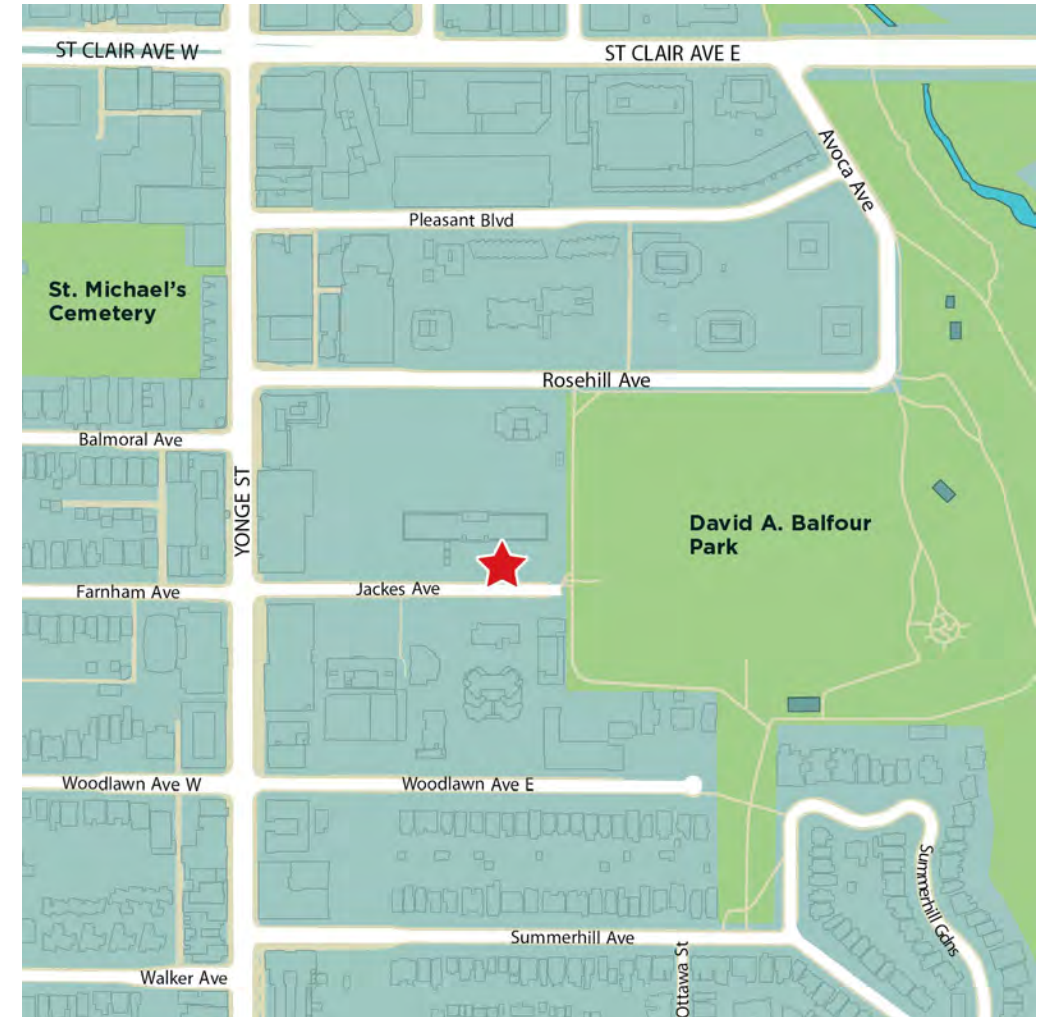 ST CLAIR AVE W
ST CLAIR AVE E
Avoca Ave
Pleasant Blvd
St. Michael's
Cemetery
Rosehill Ave
Balmoral Ave
YONGE ST
David A. Balfour
Park
Farnham Ave
Jackes Ave
Woodlawn Ave W
Woodlawn Ave E
Summerhill Gdns
Summerhill Ave
Ottawa St
Walker Ave